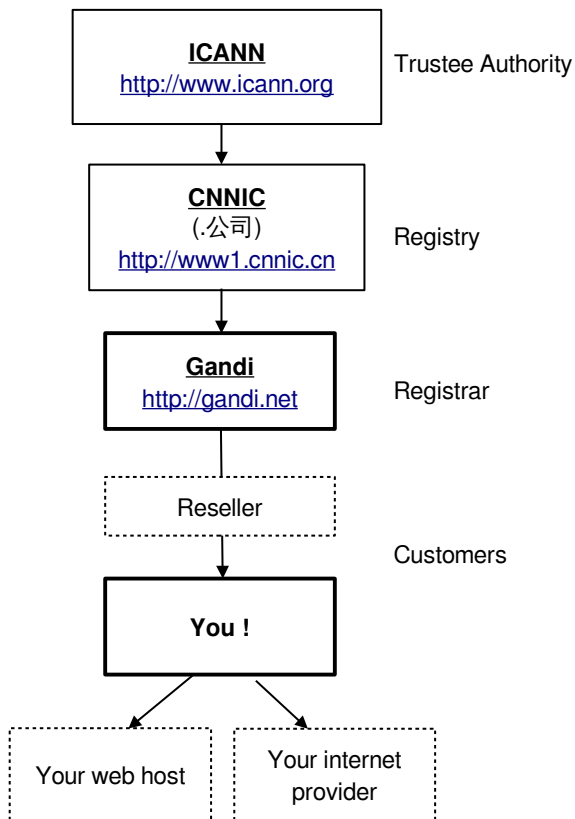 ICANN
http://www.icann.org
Trustee Authority
CNNIC
(.公司)
http://www1.cnnic.cn
Registry
Gandi
http://gandi.net
Registrar
Reseller
Customers
You !
Your web host
Your internet
provider